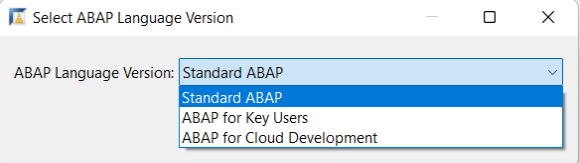 Select ABAP Language Version
ABAP Language Version: Standard ABAP
Standard ABAP
ABAP for Key Users
ABAP for Cloud Development